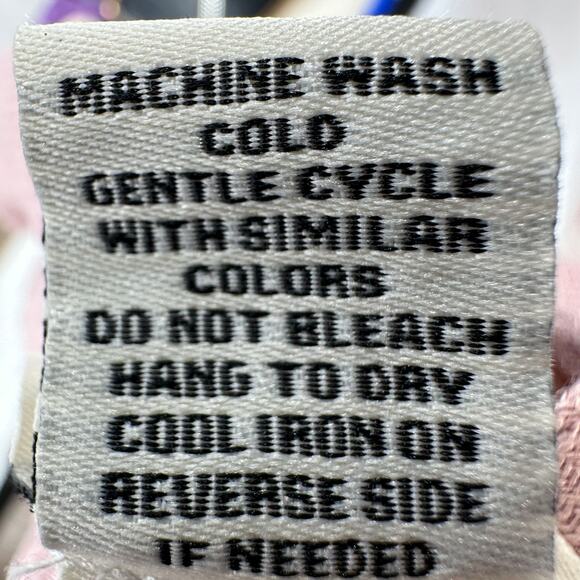 MACHINE WASH
COLD
GENTLE CYCLE
WITH SIMILAR
COLORS
DO NOT BLEACH
HANG TO DRY
COOL IRON ON
REVERSE SIDE
IF NEEDED